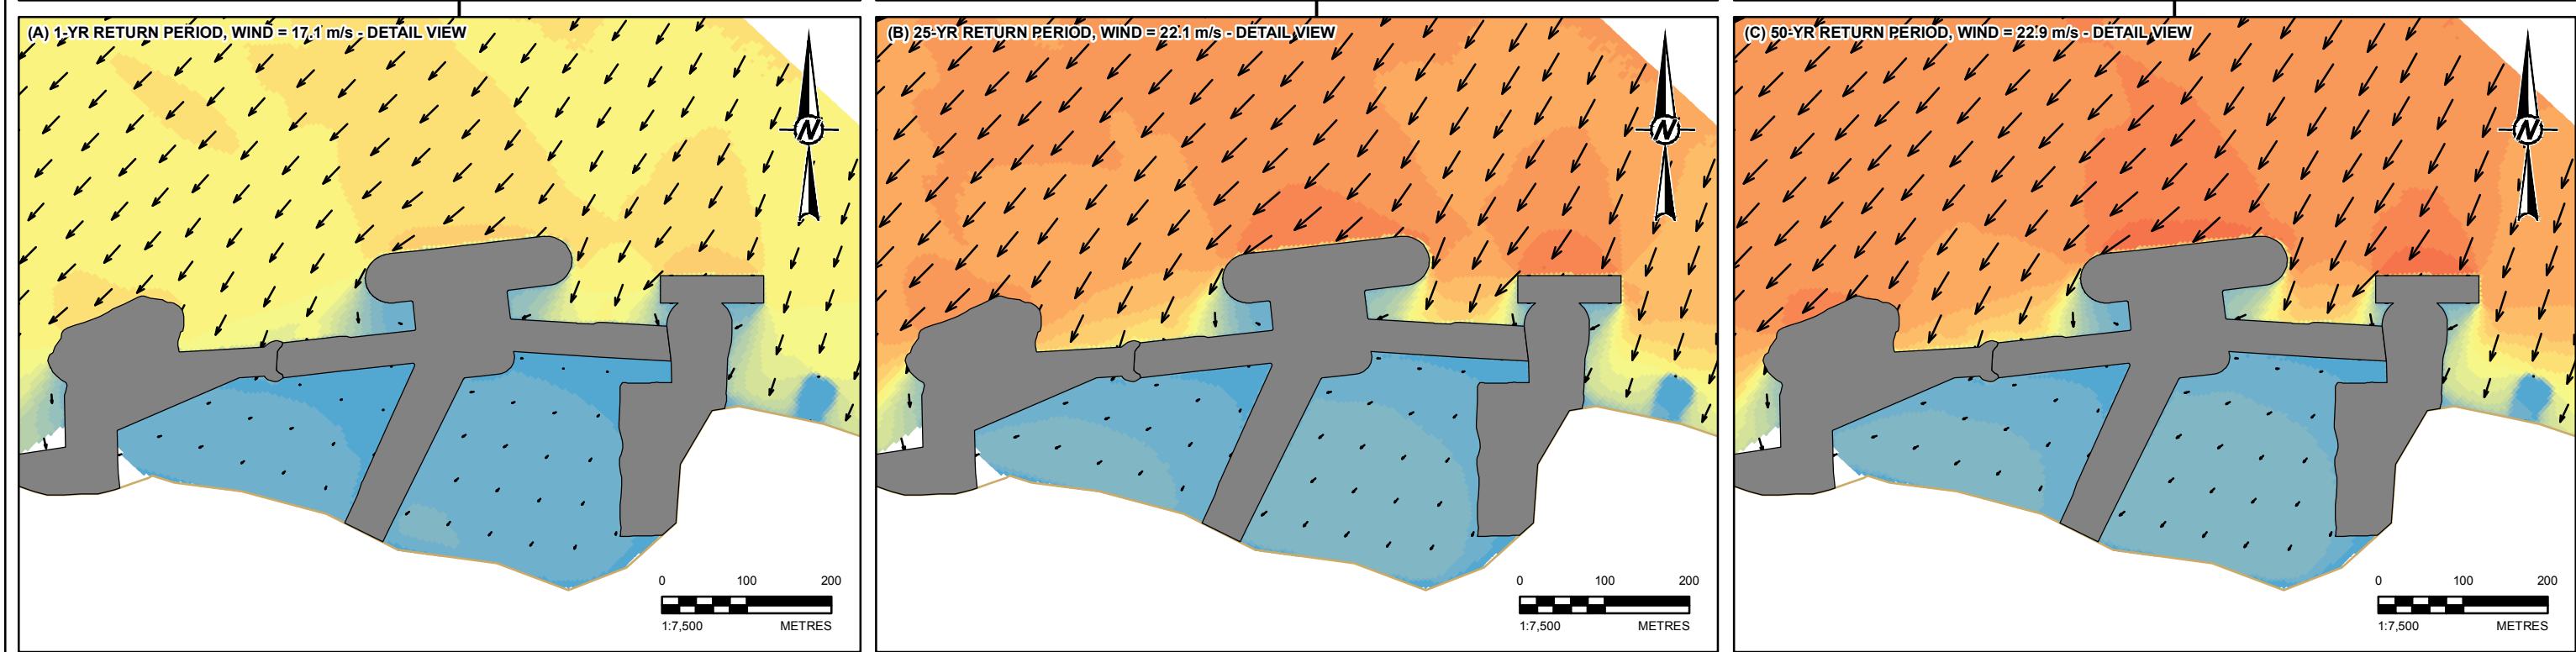 (A) 1-YR RETURN PERIOD, WIND = 17.1 m/s - DETAIL VIEW
N
0 100 200
1:7,500 METRES
(B) 25-YR RETURN PERIOD, WIND = 22.1 m/s - DETAIL VIEW
N
0 100 200
1:7,500 METRES
(C) 50-YR RETURN PERIOD, WIND = 22.9 m/s - DETAIL VIEW
N
0 100 200
1:7,500 METRES